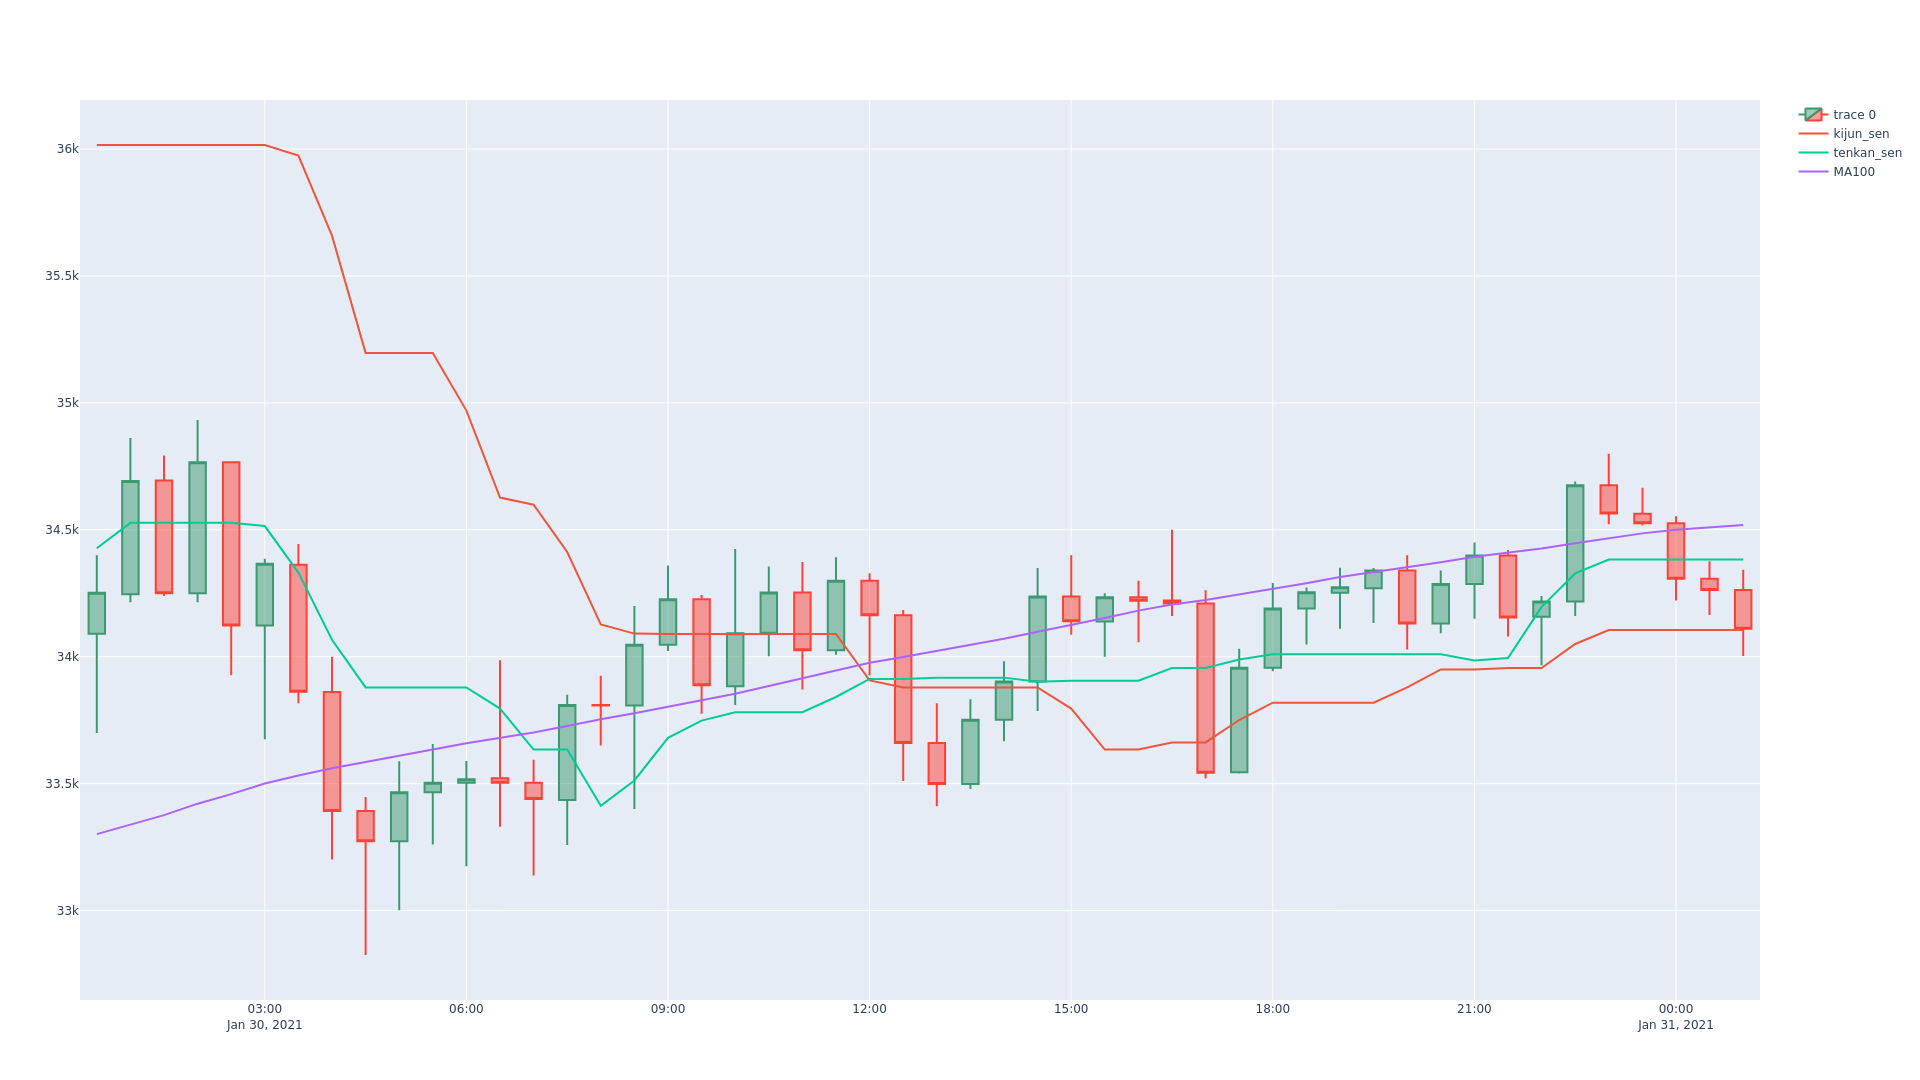 trace 0
kijun_sen
tenkan_sen
MA100
36k
35.5k
35k
34.5k
34k
33.5k
33k
03:00
06:00
09:00
12:00
15:00
18:00
21:00
00:00
Jan 30, 2021
Jan 31, 2021